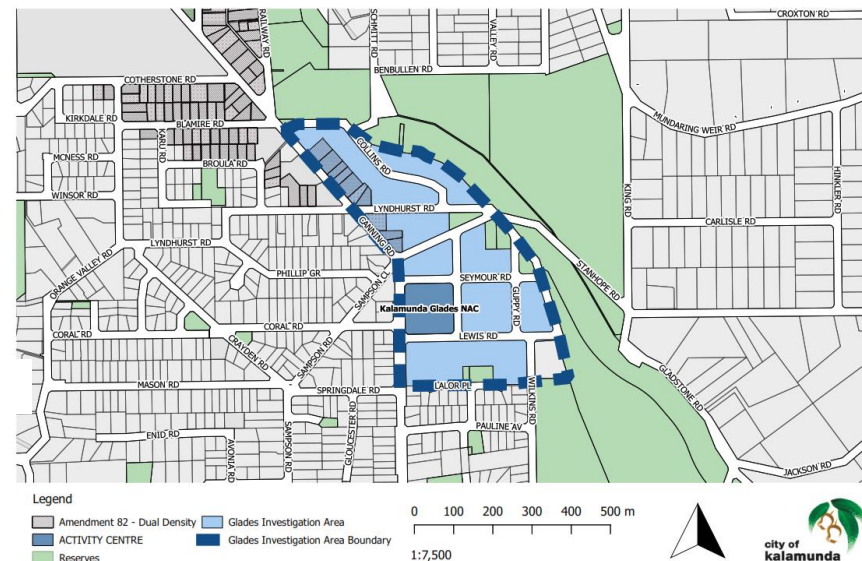 RAILWAY RD
SCHMITT RD
VALLEY RD
CROXTON RD
BENBULLEN RD
COTHERSTONE RD
KIRKDALE RD
BLAMIRE RD
MUNDARING WEIR RD
KARU RD
MCNESS RD
BROULA RD
COLLINS RD
WINSOR RD
KING RD
HINKLER RD
LYNDHURST RD
CARLISLE RD
LYNDHURST RD
CANNING RD
ORANGE VALLEY RD
PHILLIP GR
SAMPSON CL
SEYMOUR RD
STANHOPE RD
GUPPY RD
Kalamunda Glades NAC
CORAL RD
CORAL RD
LEWIS RD
CRAYDEN RD
SAMPSON RD
GLADSTONE RD
MASON RD
SPRINGDALE RD
LALOR PL
WILKINS RD
PAULINE AV
ENID RD
AVONIA RD
SAMPSON RD
GLOUCESTER RD
JACKSON RD
Legend
Amendment 82 - Dual Density
Glades Investigation Area
ACTIVITY CENTRE
Glades Investigation Area Boundary
Reserves
0 100 200 300 400 500 m
1:7,500
city of
kalamunda